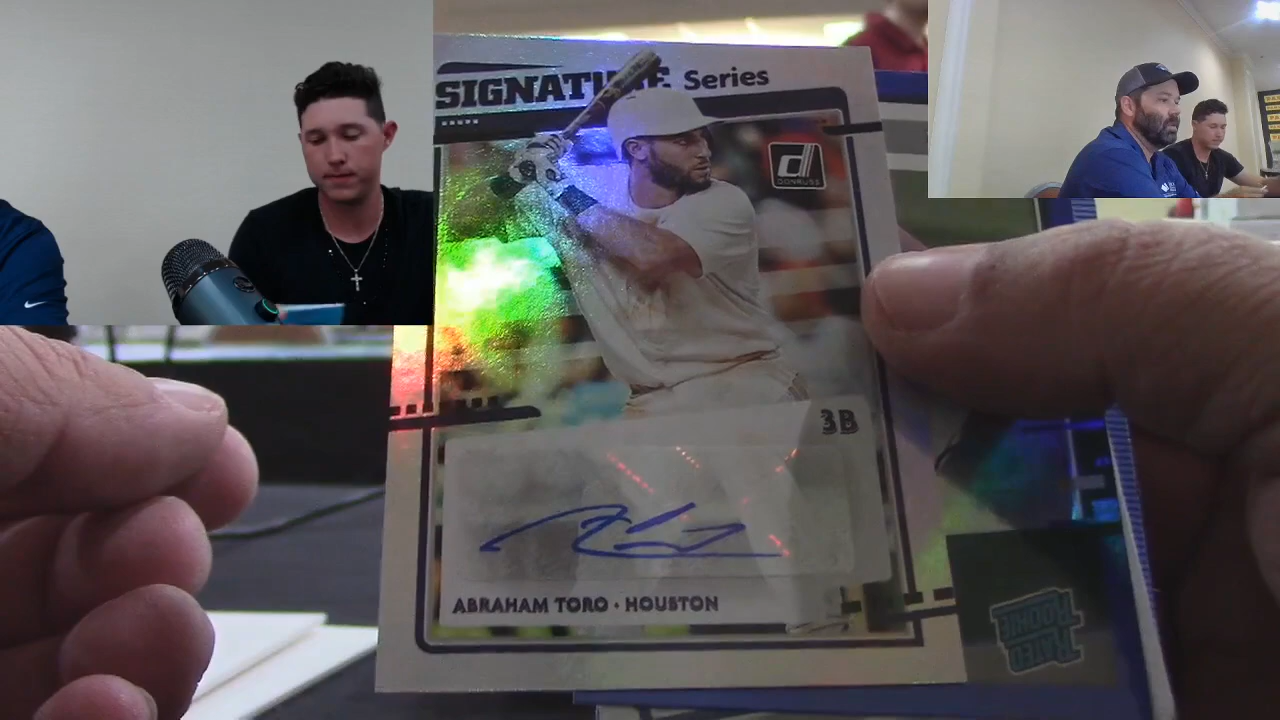 SIGNATURE Series
d
DONRUSS
3B
ABRAHAM TORO • HOUSTON
RATED
ROOKIE